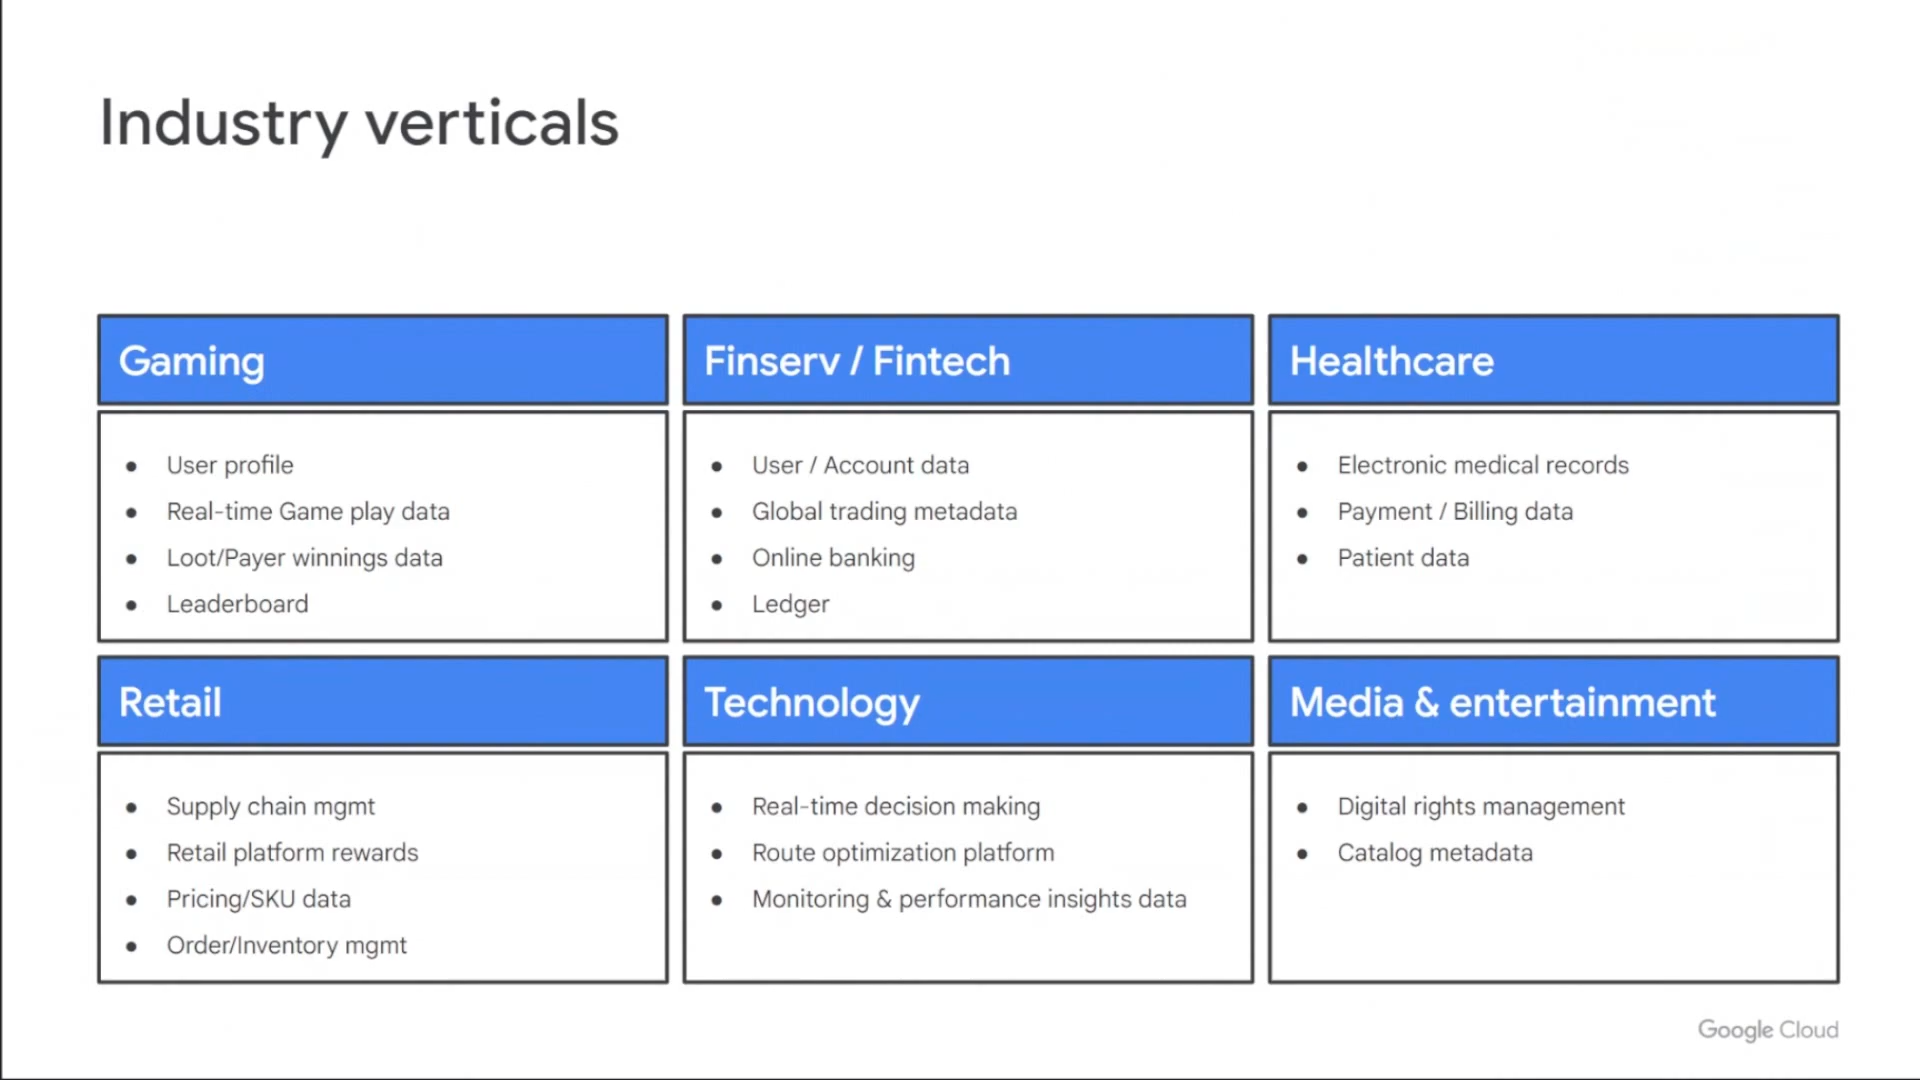 Industry verticals
Gaming
User profile
Real-time Game play data
Loot/Payer winnings data
Leaderboard
Finserv / Fintech
User / Account data
Global trading metadata
Online banking
Ledger
Healthcare
Electronic medical records
Payment / Billing data
Patient data
Retail
Supply chain mgmt
Retail platform rewards
Pricing/SKU data
Order/Inventory mgmt
Technology
Real-time decision making
Route optimization platform
Monitoring & performance insights data
Media & entertainment
Digital rights management
Catalog metadata
Google Cloud